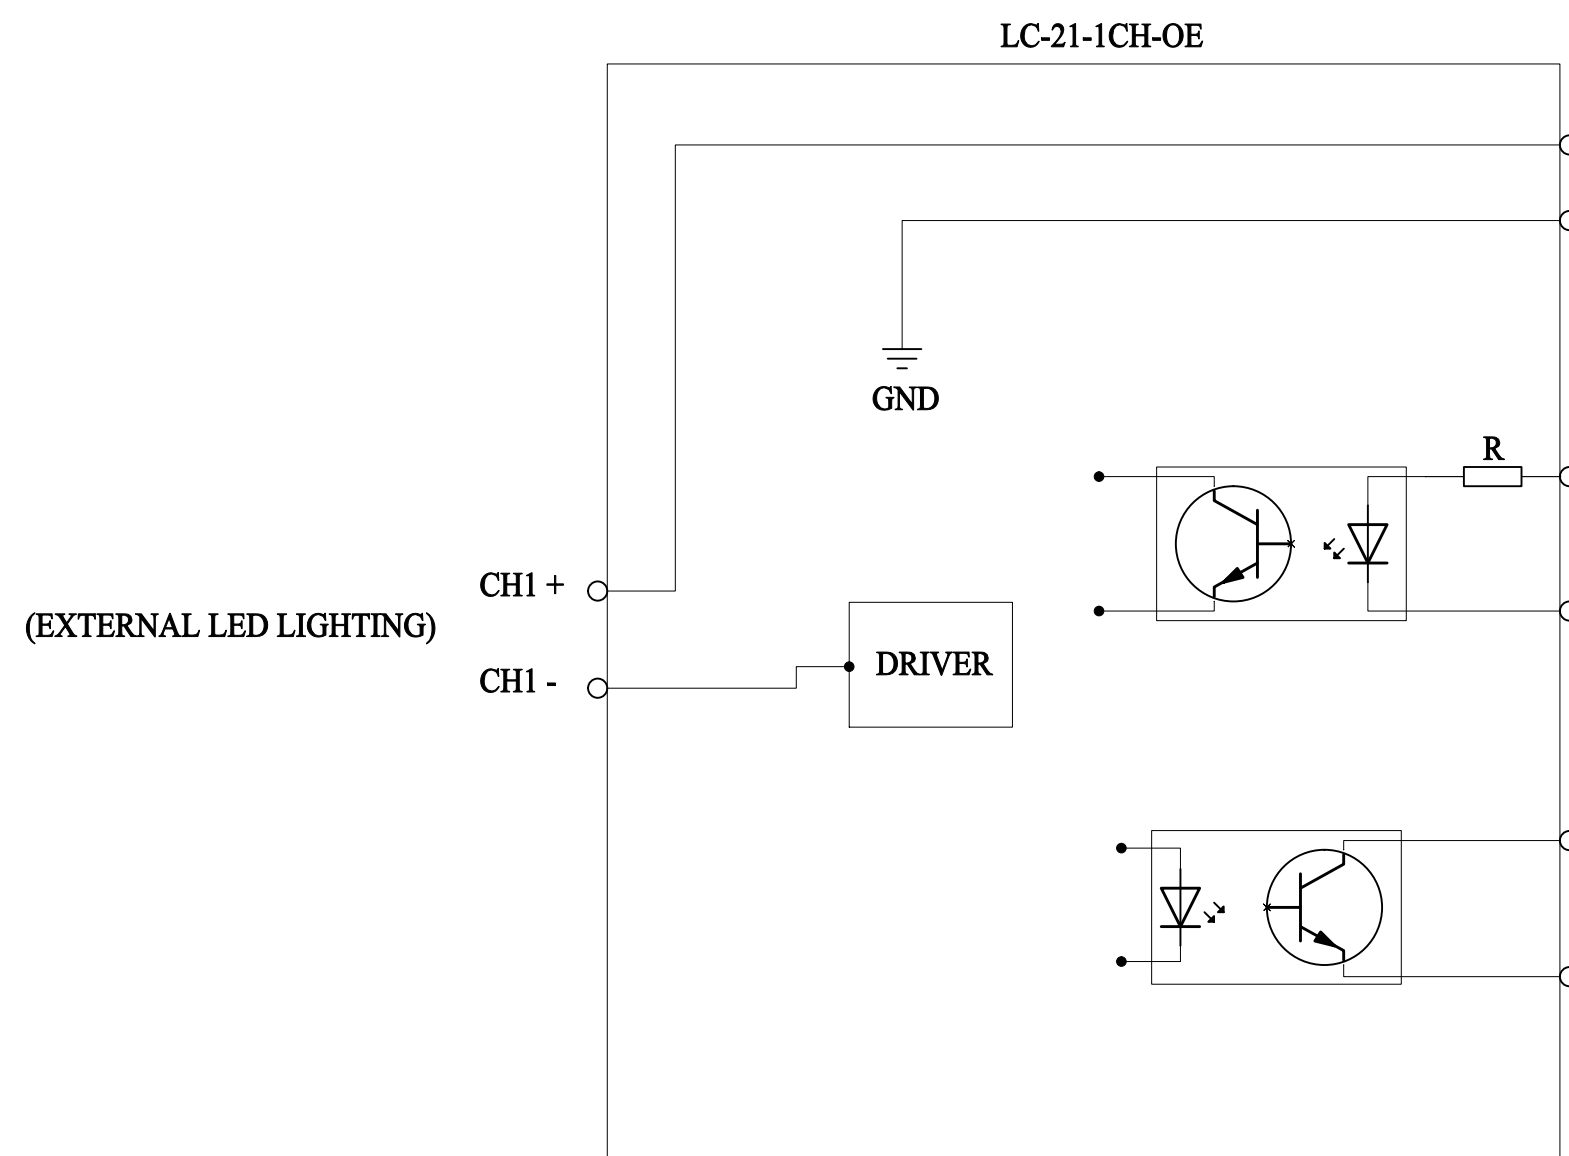 LC-21-1CH-OE
GND
R
CH1 +
(EXTERNAL LED LIGHTING)
DRIVER
CH1 -